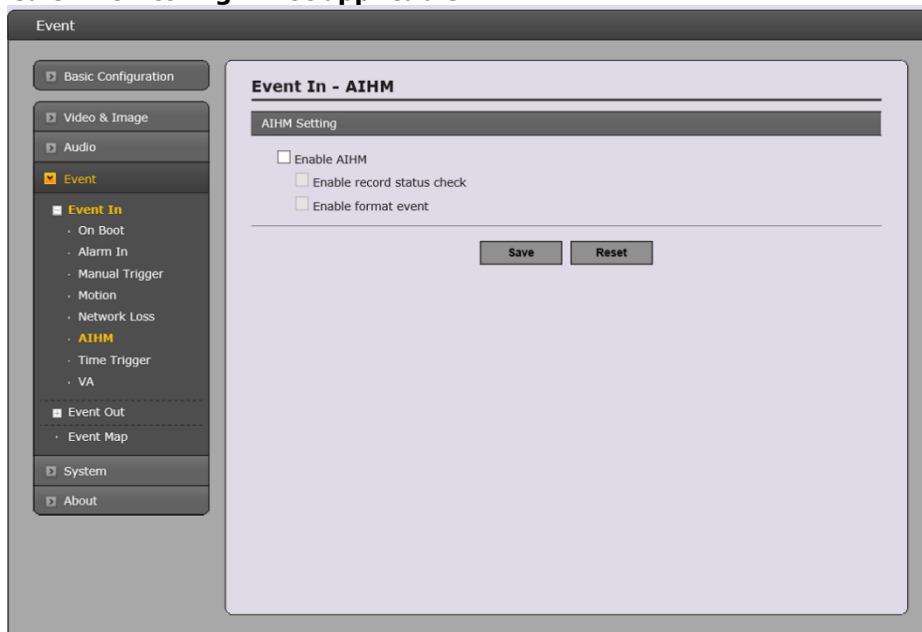 Event
Basic Configuration
Video & Image
Audio
Event
Event In
On Boot
Alarm In
Manual Trigger
Motion
Network Loss
AIHM
Time Trigger
VA
Event Out
Event Map
System
About
Event In - AIHM
AIHM Setting
Enable AIHM
Enable record status check
Enable format event
Save Reset